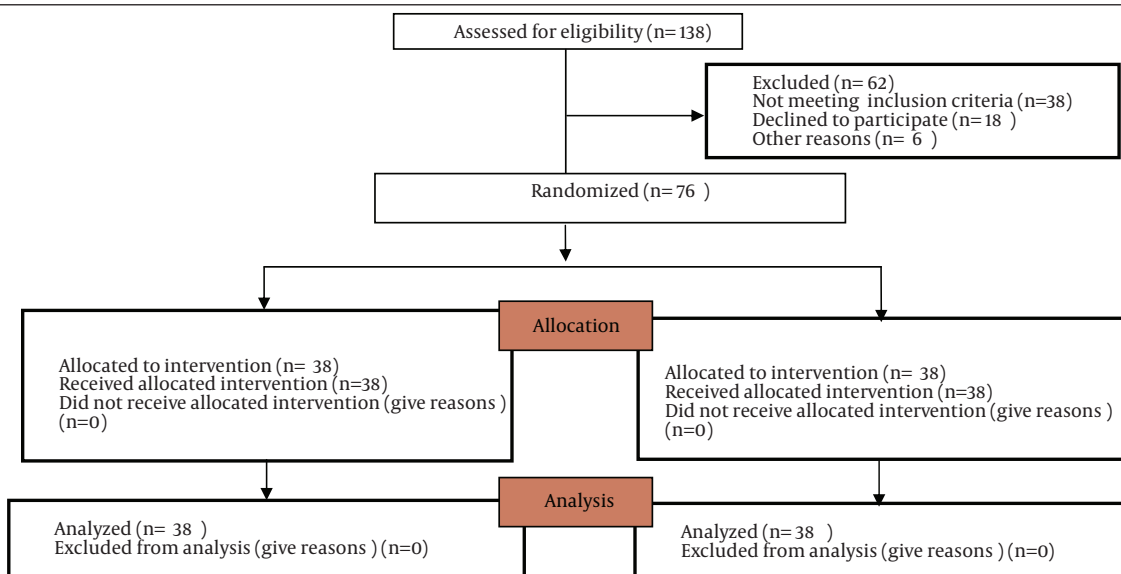 Assessed for eligibility (n=138)
Excluded (n= 62)
Not meeting inclusion criteria (n=38)
Declined to participate (n=18 )
Other reasons (n= 6 )
Randomized (n=76 )
Allocation
Allocated to intervention (n= 38)
Received allocated intervention (n=38)
Did not receive allocated intervention (give reasons )
(n=0)
Allocated to intervention (n= 38)
Received allocated intervention (n=38)
Did not receive allocated intervention (give reasons )
(n=0)
Analysis
Analyzed (n= 38 )
Excluded from analysis (give reasons ) (n=0)
Analyzed (n= 38 )
Excluded from analysis (give reasons ) (n=0)